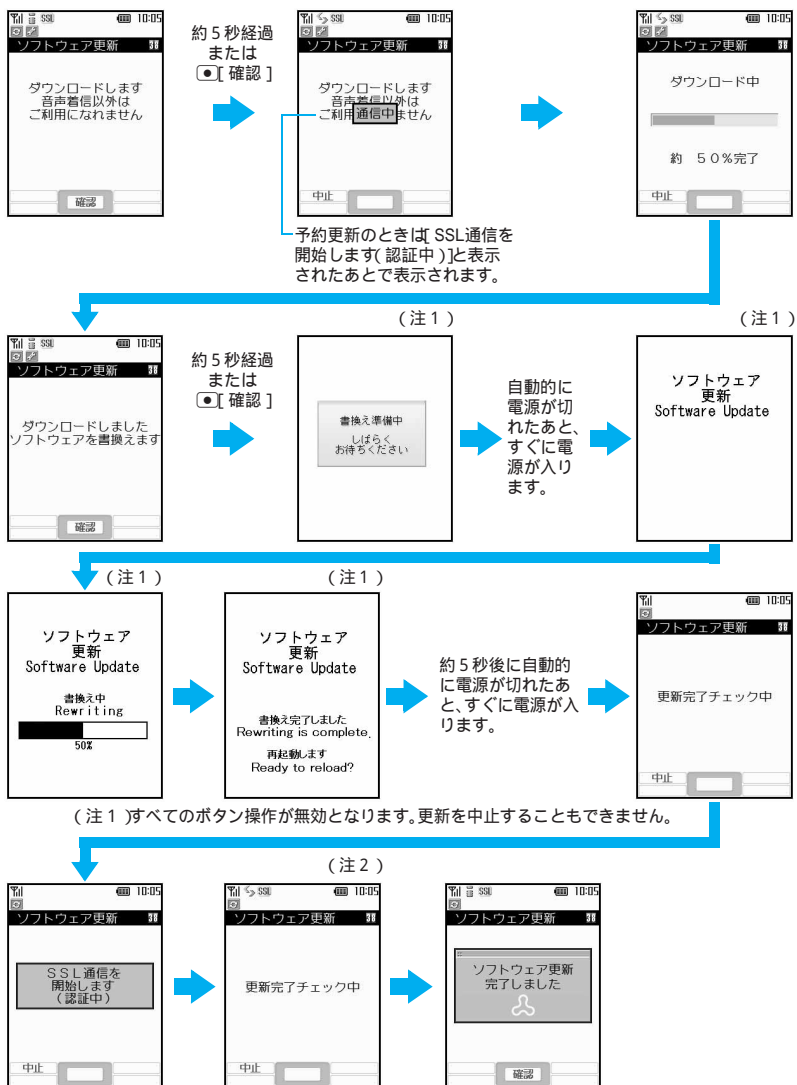 SSL 10:05
ソフトウェア更新
ダウンロードします
音声着信以外は
ご利用になれません
確認
約5秒経過
または
[確認]
SSL 10:05
ソフトウェア更新
ダウンロードします
音声着信以外は
ご利用 通信中 ません
中止
予約更新のときは[SSL通信を
開始します(認証中)]と表示
されたあとで表示されます。
SSL 10:05
ソフトウェア更新
ダウンロード中
約 50%完了
中止
SSL 10:05
ソフトウェア更新
ダウンロードしました
ソフトウェアを書換えます
確認
約5秒経過
または
[確認]
(注1)
書換え準備中
しばらく
お待ちください
自動的に
電源が切
れたあと、
すぐに電
源が入り
ます。
(注1)
ソフトウェア
更新
Software Update
(注1)
ソフトウェア
更新
Software Update
書換え中
Rewriting
50%
(注1)
ソフトウェア
更新
Software Update
書換え完了しました
Rewriting is complete.
再起動します
Ready to reload?
約5秒後に自動的
に電源が切れたあ
と、すぐに電源が入
ります。
10:05
ソフトウェア更新
更新完了チェック中
中止
(注1)すべてのボタン操作が無効となります。更新を中止することもできません。
10:05
ソフトウェア更新
SSL通信を
開始します
(認証中)
中止
(注2)
SSL 10:05
ソフトウェア更新
更新完了チェック中
中止
SSL 10:05
ソフトウェア更新
ソフトウェア更新
完了しました
確認